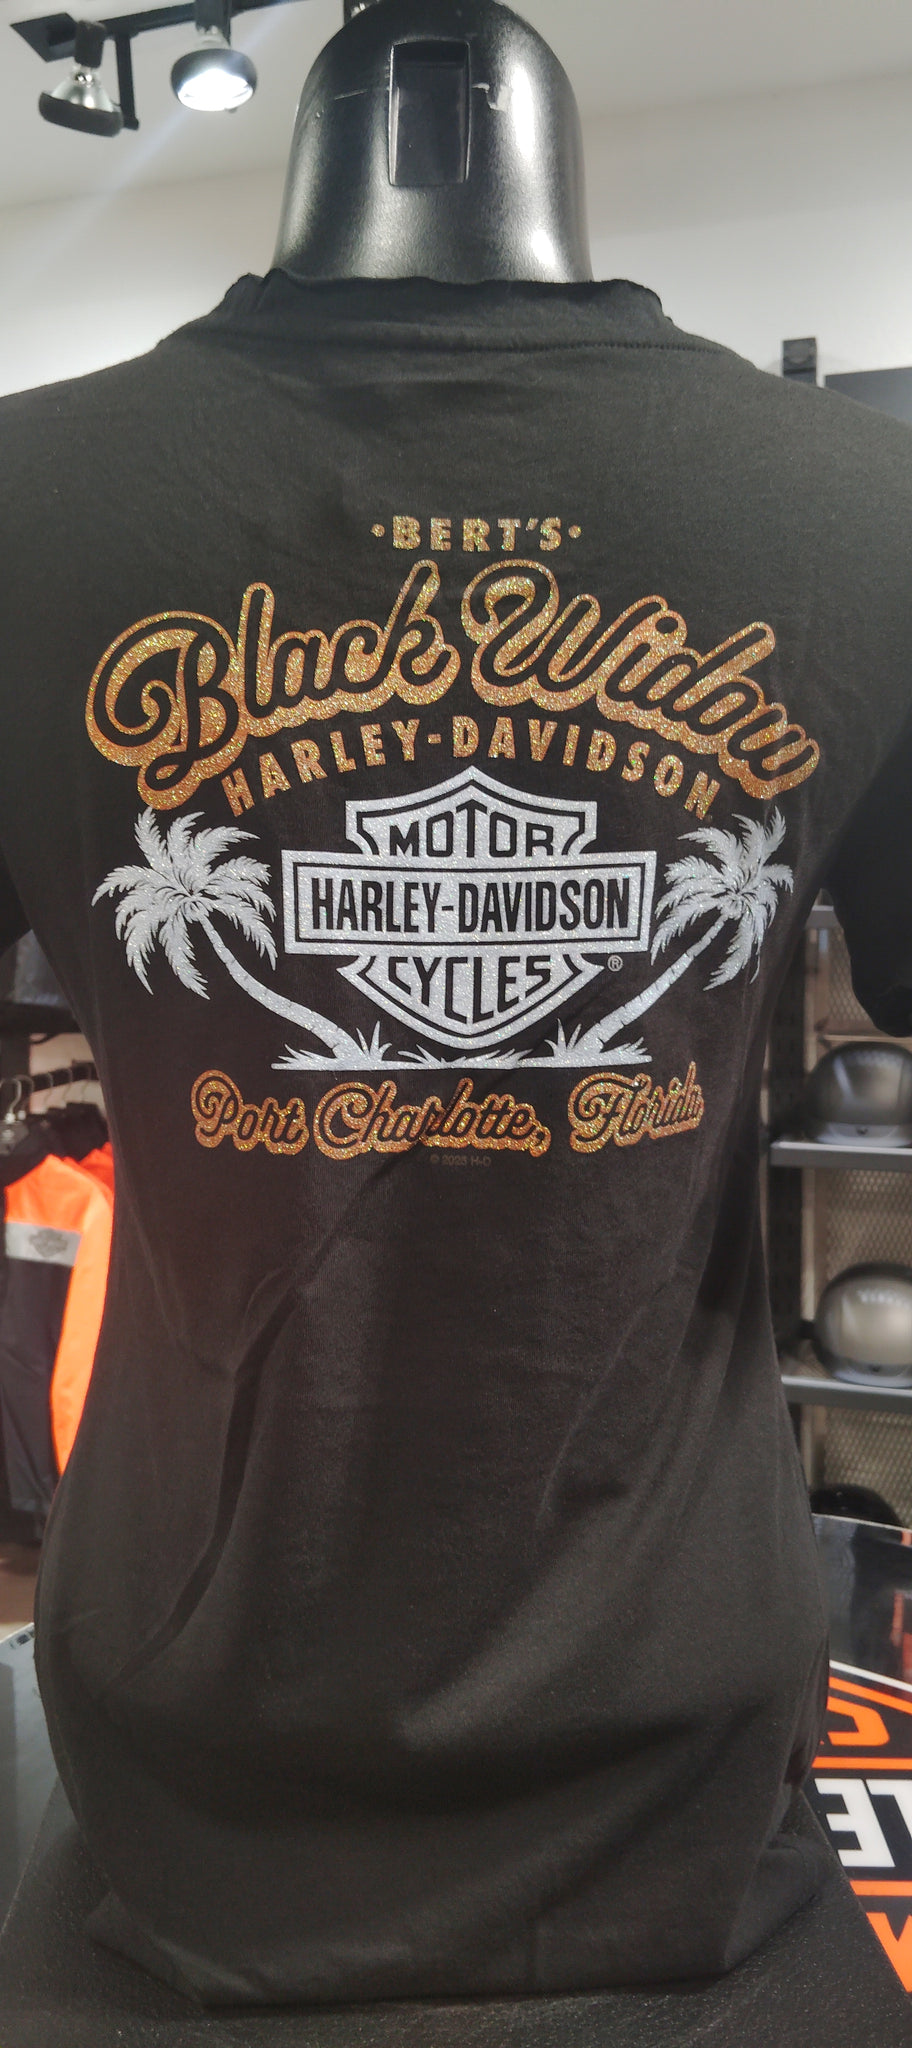 •BERT'S•
Black Widow
HARLEY-DAVIDSON
MOTOR
HARLEY-DAVIDSON
CYCLES ®
Port Charlotte, Florida